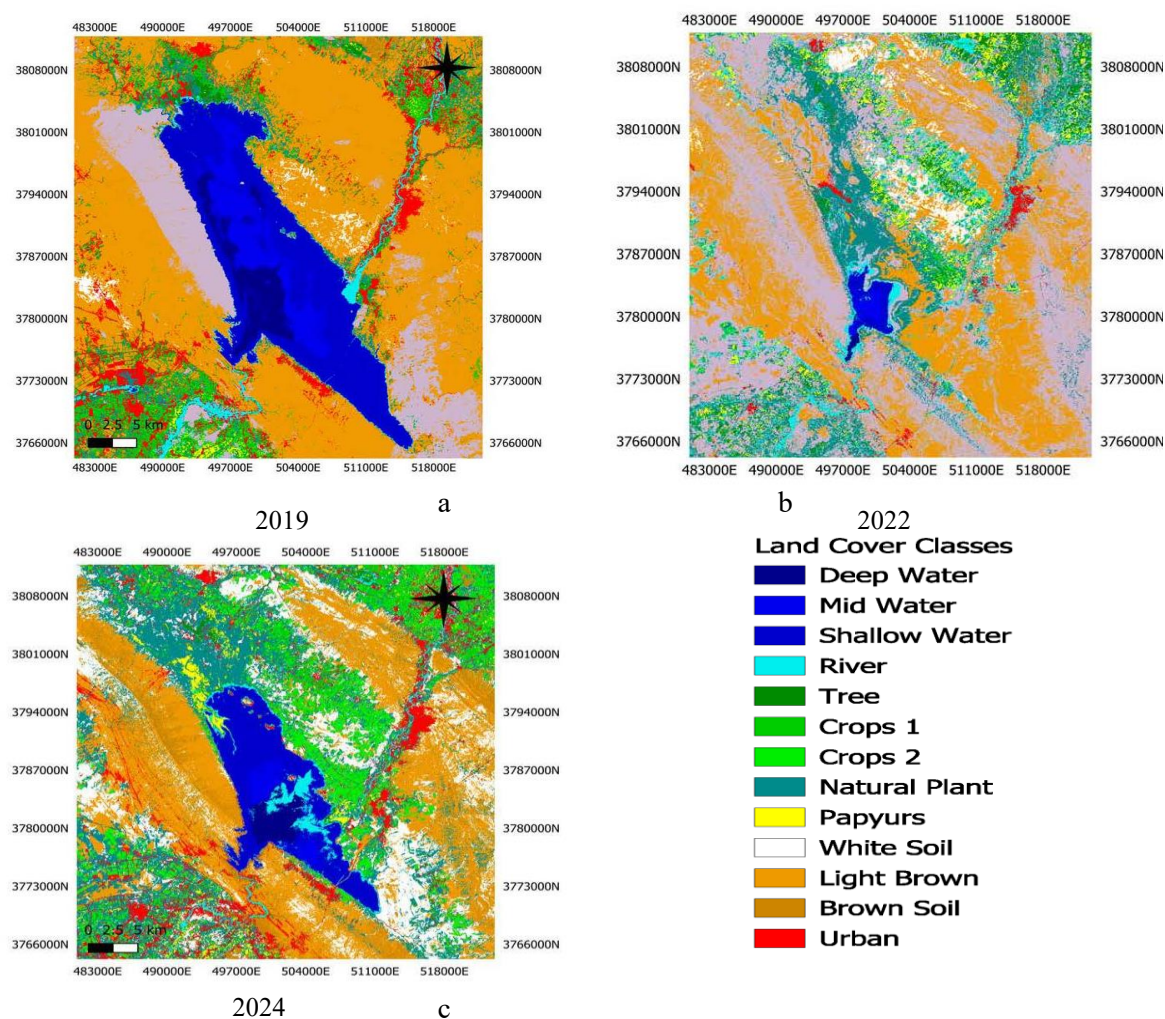 483000E 490000E 497000E 504000E 511000E 518000E
483000E 490000E 497000E 504000E 511000E 518000E
3808000N 3808000N 3808000N 3808000N
3801000N 3801000N 3801000N 3801000N
3794000N 3794000N 3794000N 3794000N
3787000N 3787000N 3787000N 3787000N
3780000N 3780000N 3780000N 3780000N
3773000N 3773000N 3773000N 3773000N
0 2.5 5 km
3766000N 3766000N 3766000N 3766000N
483000E 490000E 497000E 504000E 511000E 518000E
483000E 490000E 497000E 504000E 511000E 518000E
a
b
2019
2022
483000E 490000E 497000E 504000E 511000E 518000E
3808000N 3808000N
3801000N 3801000N
3794000N 3794000N
3787000N 3787000N
3780000N 3780000N
3773000N 3773000N
0 2.5 5 km
3766000N 3766000N
483000E 490000E 497000E 504000E 511000E 518000E
2024
c
Land Cover Classes
Deep Water
Mid Water
Shallow Water
River
Tree
Crops 1
Crops 2
Natural Plant
Papyurs
White Soil
Light Brown
Brown Soil
Urban